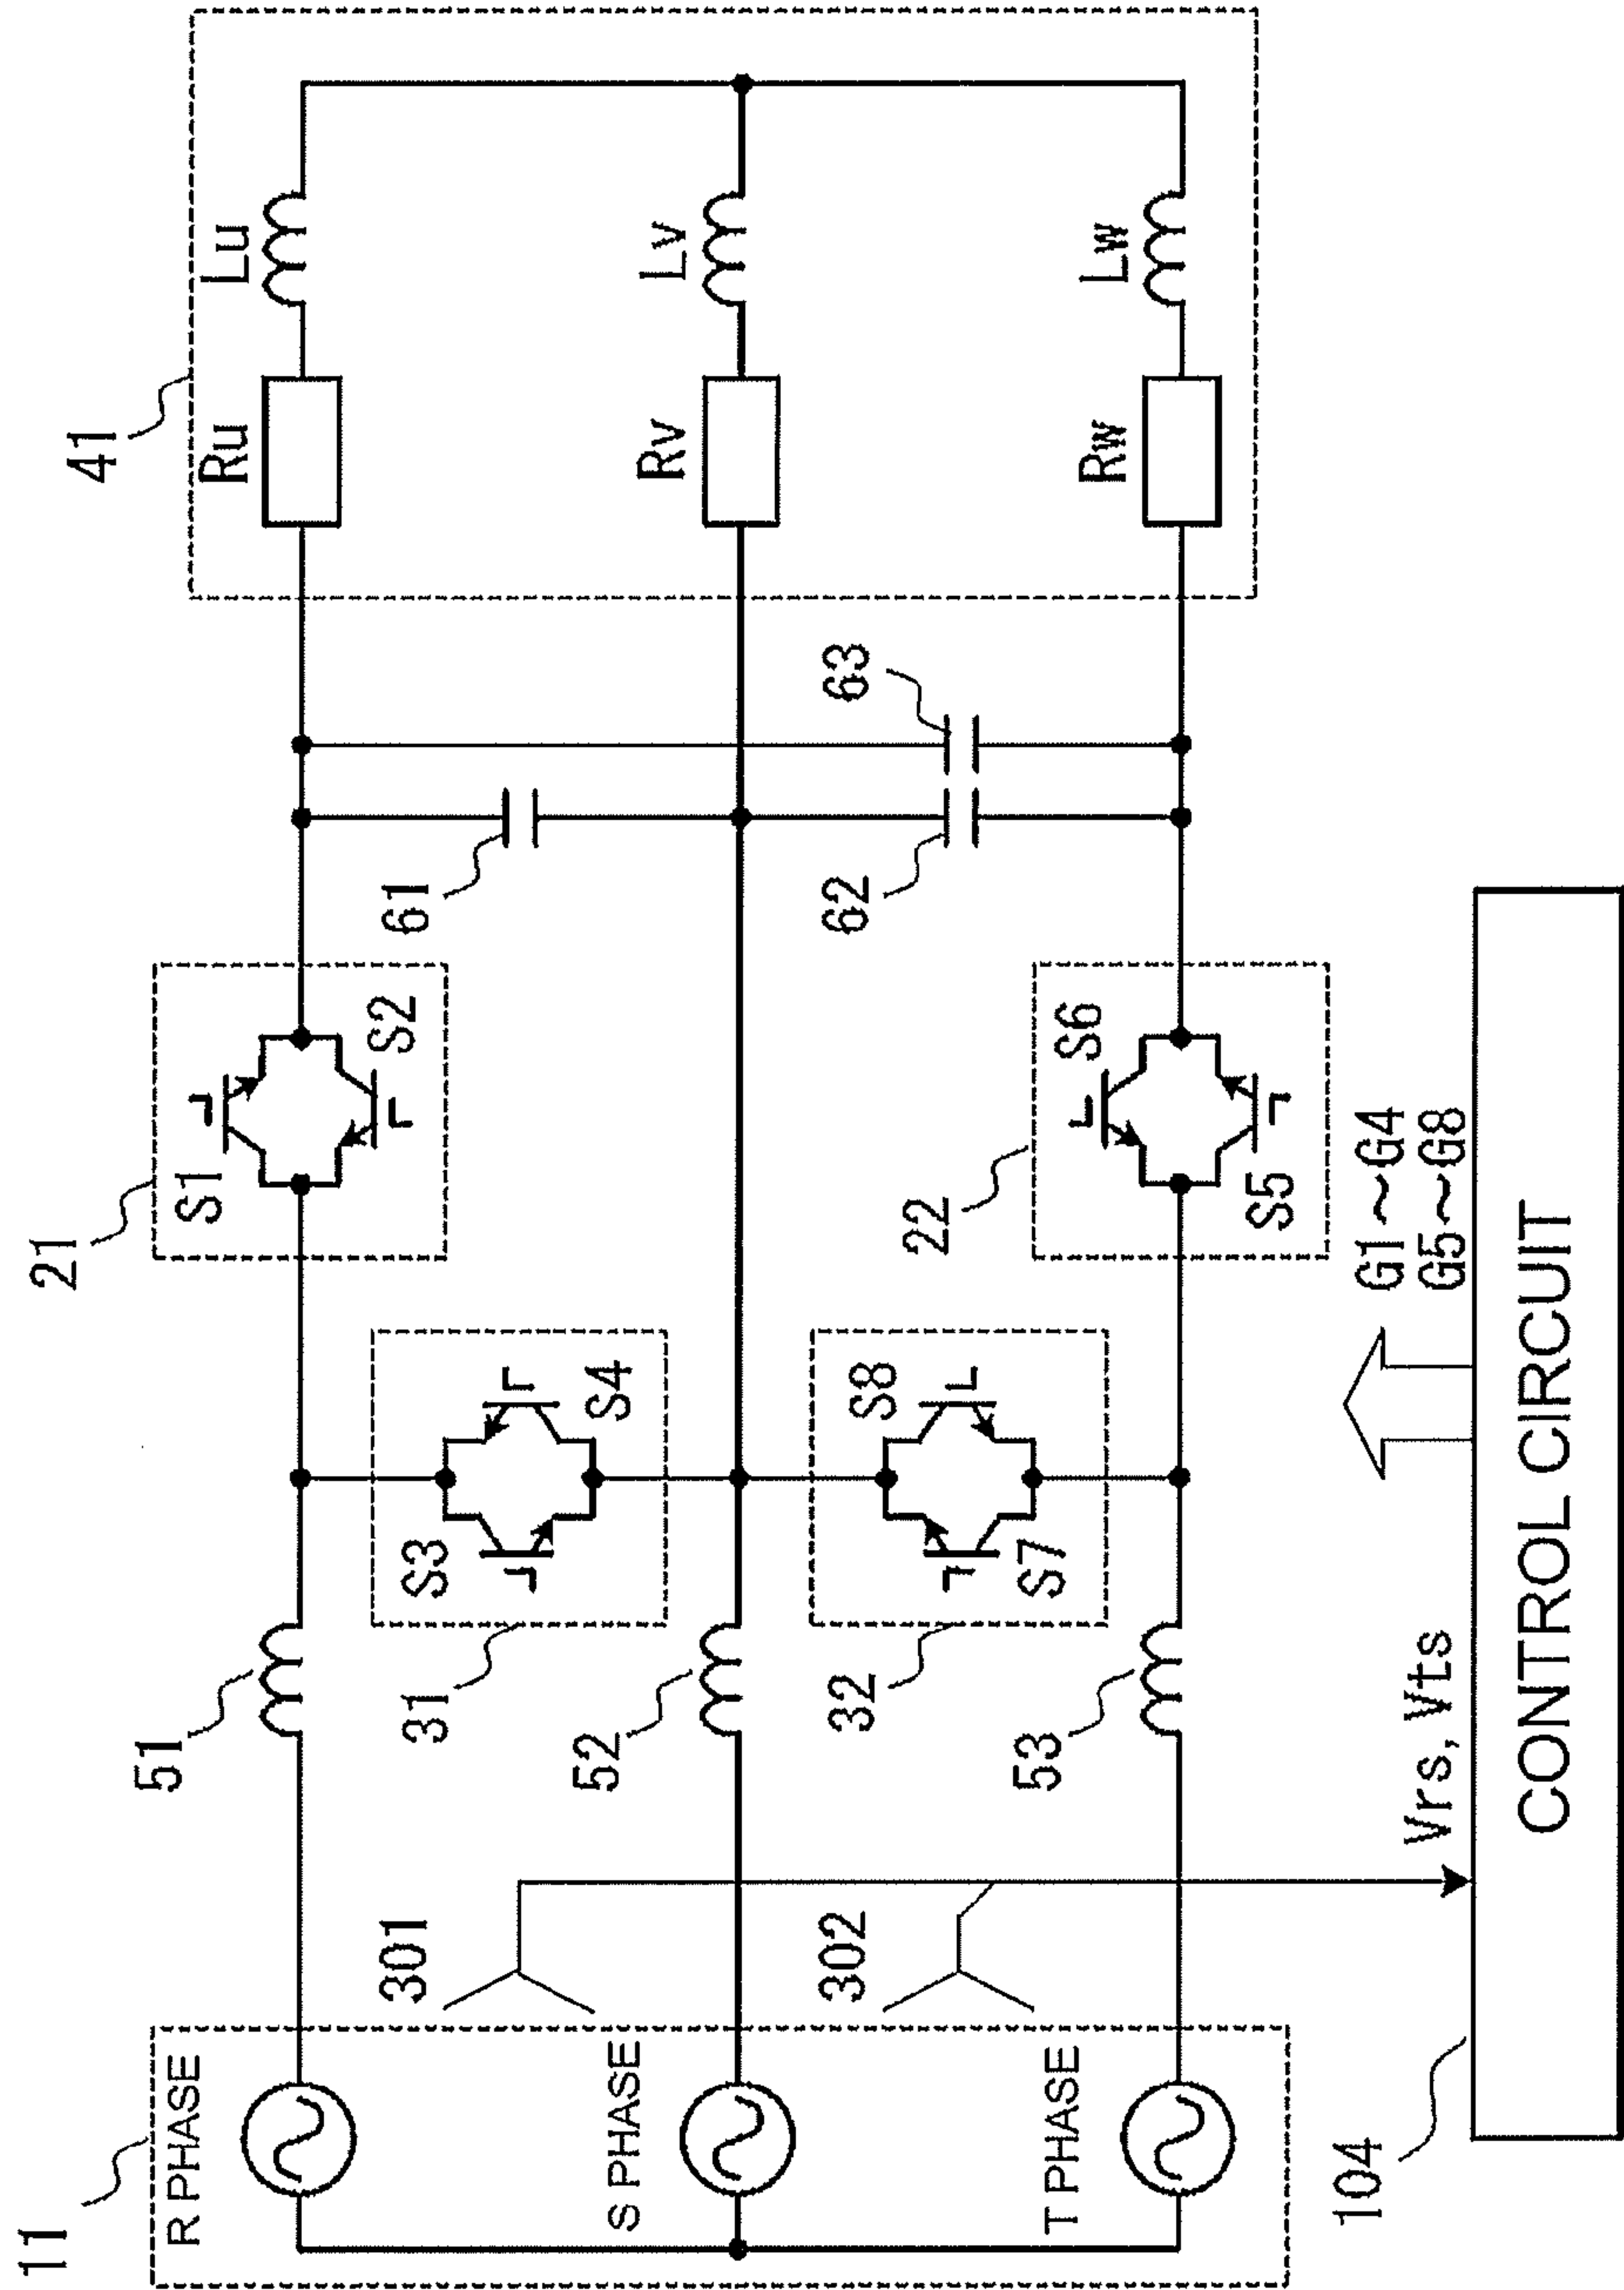 11
R PHASE
S PHASE
T PHASE
301
302
51
52
53
31
S3
S4
32
S7
S8
21
S1
S2
22
S5
S6
61
62
63
41
Ru
Lu
Rv
Lv
Rw
Lw
Vrs, Vts
G1～G4
G5～G8
104
CONTROL CIRCUIT